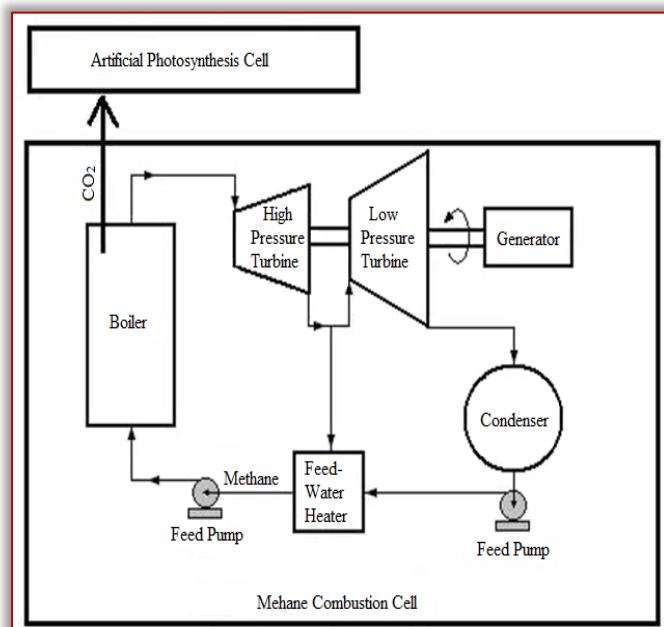 Artificial Photosynthesis Cell
CO₂
High
Pressure
Turbine
Low
Pressure
Turbine
Generator
Boiler
Condenser
Methane
Feed-
Water
Heater
Feed Pump
Feed Pump
Mehane Combustion Cell